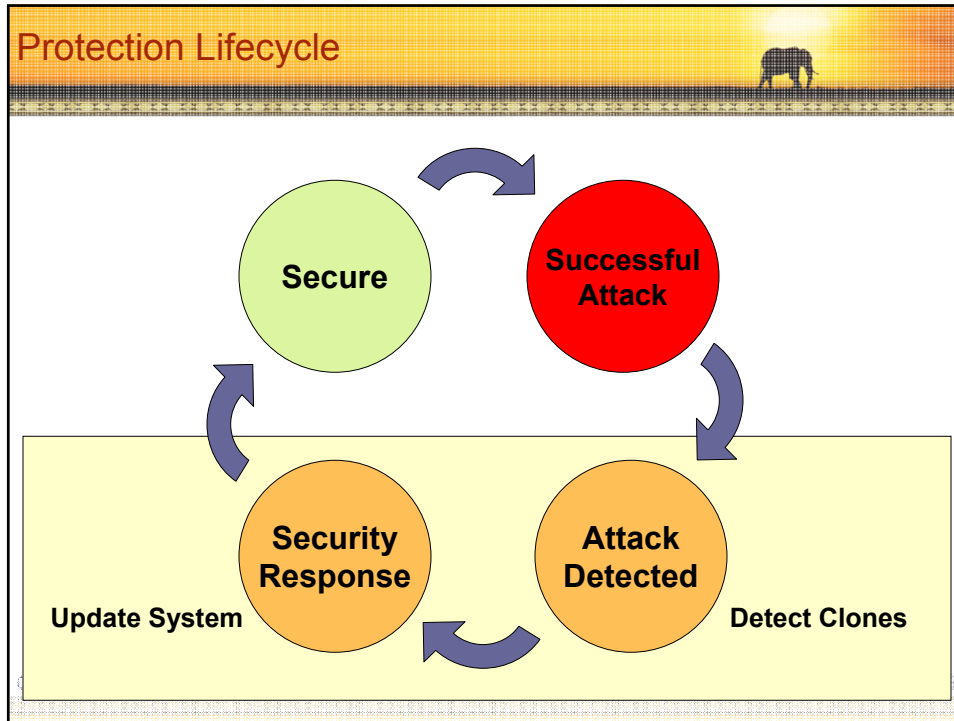 Protection Lifecycle
Secure
Successful
Attack
Security
Response
Attack
Detected
Update System
Detect Clones